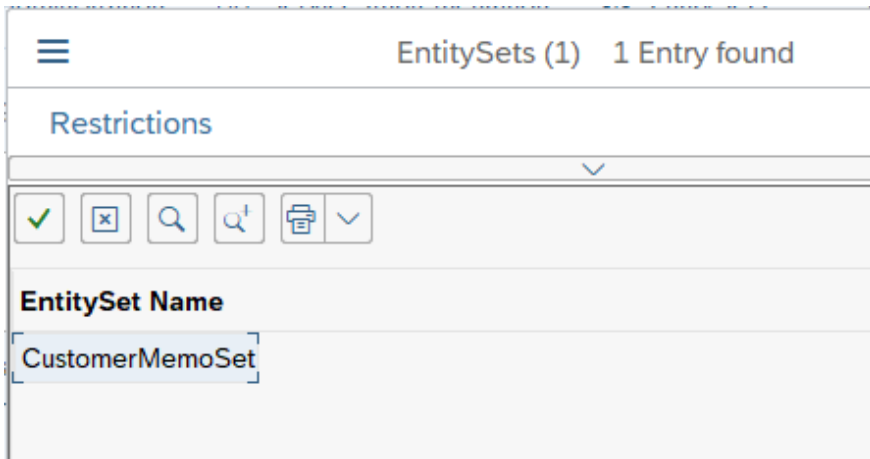 EntitySets (1) 1 Entry found
Restrictions
EntitySet Name
CustomerMemoSet